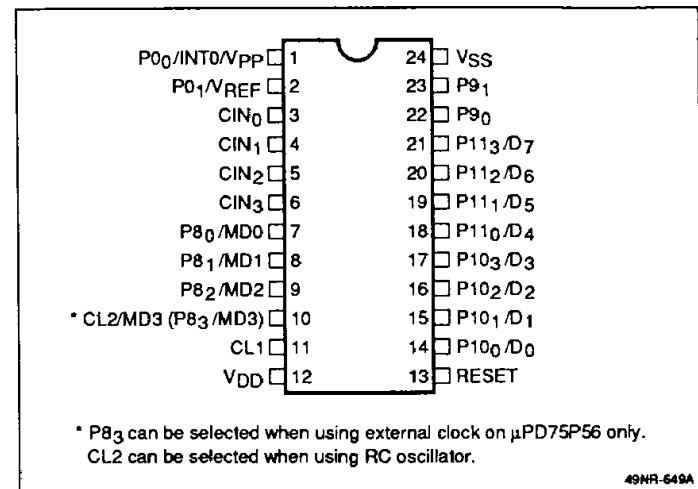 P0₀/INT0/VPP 1 24 VSS
P0₁/VREF 2 23 P9₁
CIN₀ 3 22 P9₀
CIN₁ 4 21 P11₃/D₇
CIN₂ 5 20 P11₂/D₆
CIN₃ 6 19 P11₁/D₅
P8₀/MD0 7 18 P11₀/D₄
P8₁/MD1 8 17 P10₃/D₃
P8₂/MD2 9 16 P10₂/D₂
* CL2/MD3 (P8₃/MD3) 10 15 P10₁/D₁
CL1 11 14 P10₀/D₀
VDD 12 13 RESET
* P8₃ can be selected when using external clock on µPD75P56 only.
CL2 can be selected when using RC oscillator.
49NR-649A